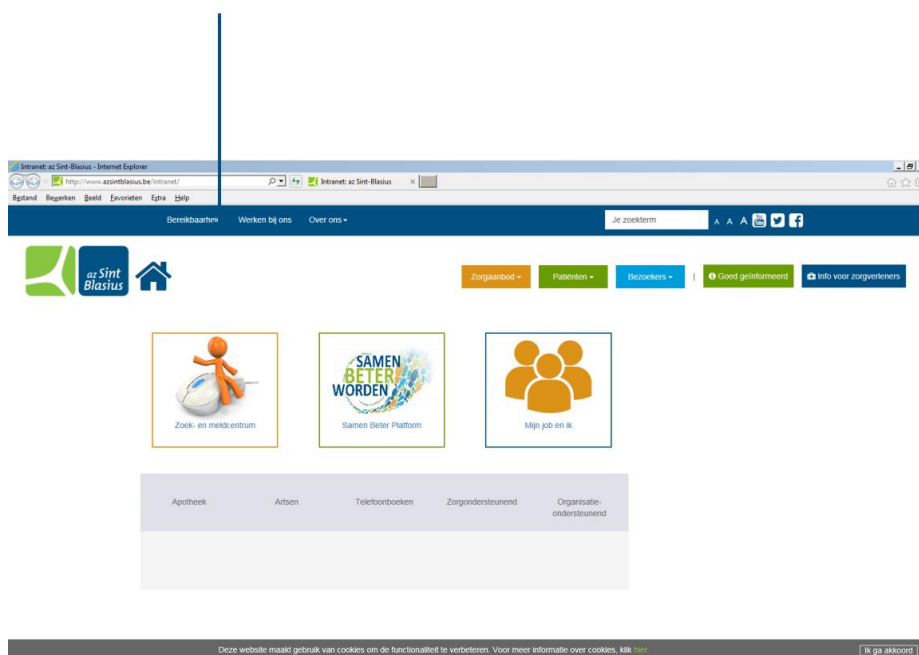 Intranet: az Sint-Blasius - Internet Explorer
http://www.azsintblasius.be/intranet/
Intranet: az Sint-Blasius
Bestand Bewerken Beeld Favorieten Extra Help
Bereikbaarheid Werken bij ons Over ons
Je zoekterm
A A A
You Tube
az Sint
Blasius
Zorgaanbod
Patiënten
Bezoekers
|
Goed geïnformeerd
Info voor zorgverleners
SAMEN
BETER
WORDEN
Zoek- en meldcentrum
Samen Beter Platform
Mijn job en ik
Apotheek
Artsen
Telefoonboeken
Zorgondersteunend
Organisatie-
ondersteunend
Deze website maakt gebruik van cookies om de functionaliteit te verbeteren. Voor meer informatie over cookies, klik hier.
Ik ga akkoord